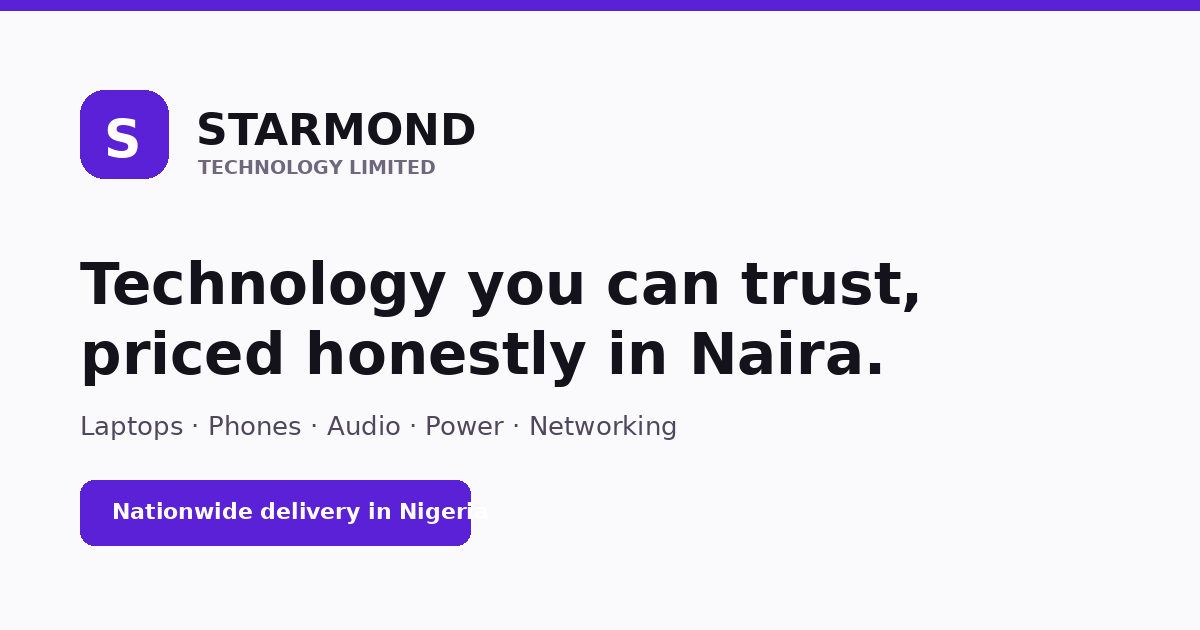 S
STARMOND
TECHNOLOGY LIMITED
Technology you can trust,
priced honestly in Naira.
Laptops · Phones · Audio · Power · Networking
Nationwide delivery in Nigeria